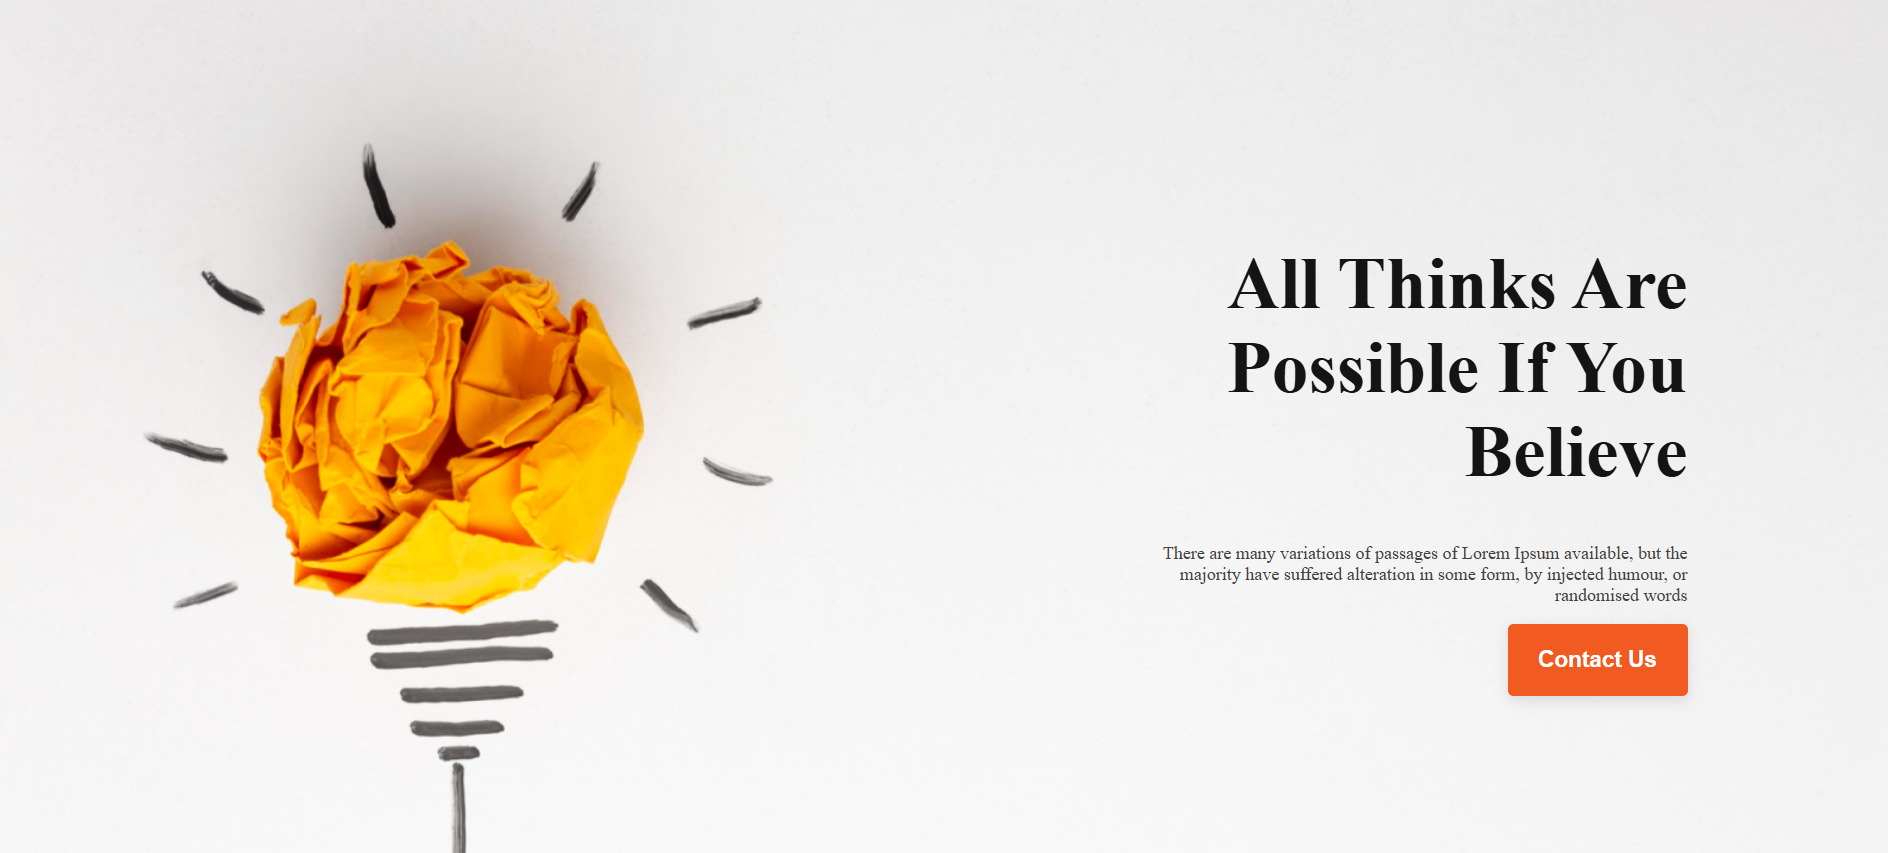 All Thinks Are
Possible If You
Believe
There are many variations of passages of Lorem Ipsum available, but the
majority have suffered alteration in some form, by injected humour, or
randomised words
Contact Us